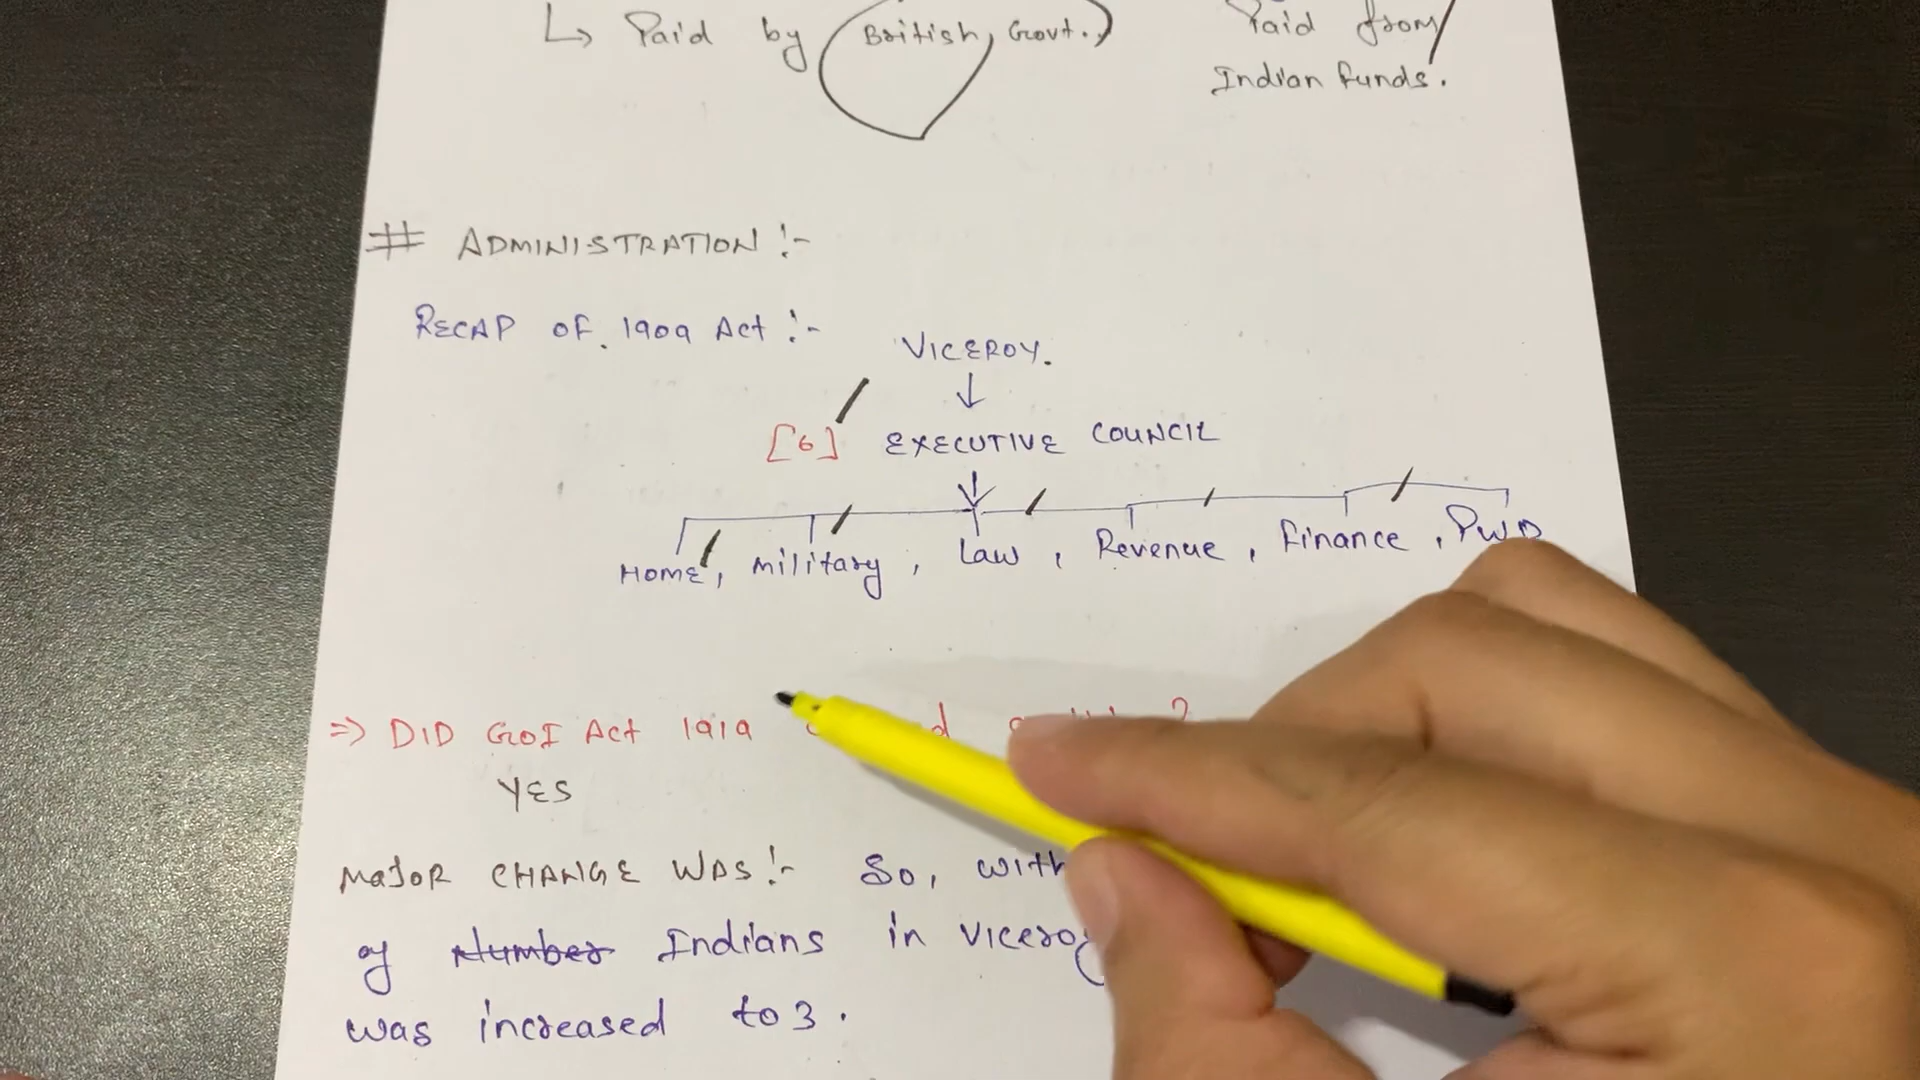 ↳ Paid by British Govt. Paid from
Indian Funds.
# ADMINISTRATION :-
RECAP OF 1909 Act :-
VICEROY.
[6] EXECUTIVE COUNCIL
HOME, Military, Law, Revenue, Finance, PWD
⇒ DID GOI Act 1919 ?
YES
MAJOR CHANGE WAS :- So, with
of Indians in Viceroy
was increased to 3.